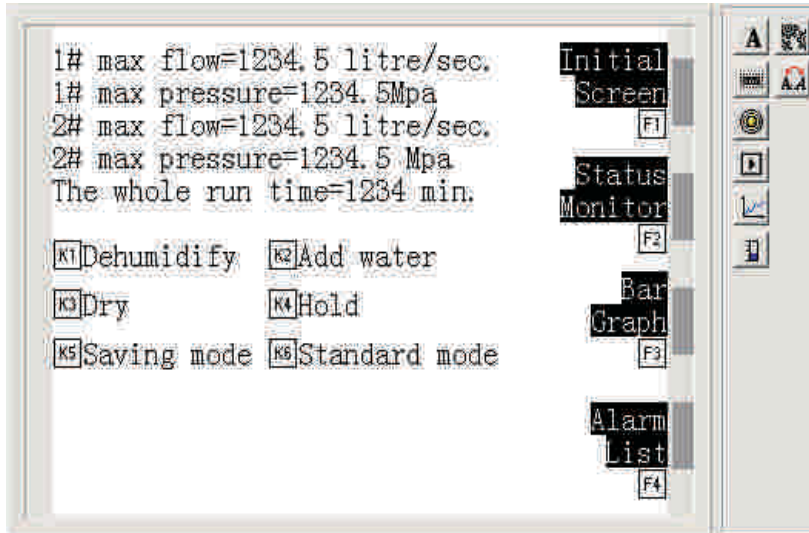 1# max flow=1234.5 litre/sec.
1# max pressure=1234.5Mpa
2# max flow=1234.5 litre/sec.
2# max pressure=1234.5 Mpa
The whole run time=1234 min.
K1 Dehumidify K2 Add water
K3 Dry K4 Hold
K5 Saving mode K6 Standard mode
Initial
Screen
F1
Status
Monitor
F2
Bar
Graph
F3
Alarm
List
F4
A
A.A